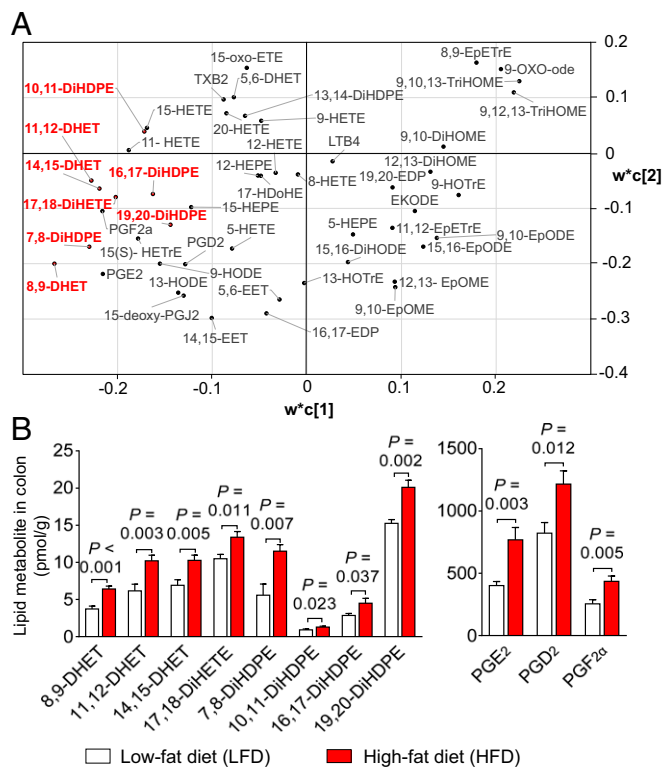 A
15-oxo-ETE
8,9-EpETrE
0.2
TXB2
5,6-DHET
9-OXO-ode
10,11-DiHDPE
13,14-DiHDPE
9,10,13-TriHOME
15-HETE
9,12,13-TriHOME
0.1
11,12-DHET
20-HETE
9-HETE
11- HETE
12-HETE
LTB4
9,10-DiHOME
0
14,15-DHET
16,17-DiHDPE
12-HEPE
8-HETE
12,13-DiHOME
w*c[2]
17,18-DiHETE
17-HDoHE
19,20-EDP
9-HOTrE
19,20-DiHDPE
15-HEPE
EKODE
-0.1
PGF2a
5-HETE
5-HEPE
11,12-EpETrE
9,10-EpODE
7,8-DiHDPE
15(S)- HETrE
PGD2
15,16-DiHODE
15,16-EpODE
-0.2
8,9-DHET
PGE2
9-HODE
13-HODE
5,6-EET
13-HOTrE
12,13- EpOME
15-deoxy-PGJ2
9,10-EpOME
-0.3
14,15-EET
16,17-EDP
-0.4
-0.2
-0.1
0
0.1
0.2
w*c[1]
B
Lipid metabolite in colon
(pmol/g)
25
20
15
10
5
0
P <
0.001
P =
0.003
P =
0.005
P =
0.011
P =
0.007
P =
0.023
P =
0.037
P =
0.002
8,9-DHET
11,12-DHET
14,15-DHET
17,18-DiHETE
7,8-DiHDPE
10,11-DiHDPE
16,17-DiHDPE
19,20-DiHDPE
1500
1000
500
0
P =
0.003
P =
0.012
P =
0.005
PGE2
PGD2
PGF2α
Low-fat diet (LFD)
High-fat diet (HFD)